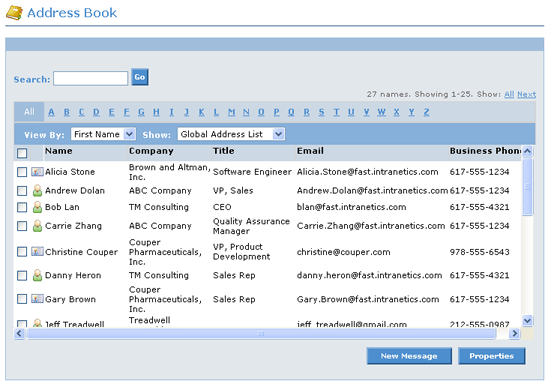 Address Book
Search: Go
27 names. Showing 1-25. Show: All Next
All A B C D E F G H I J K L M N O P Q R S T U V W X Y Z
View By: First Name Show: Global Address List
Name Company Title Email Business Phone
Alicia Stone Brown and Altman, Inc. Software Engineer Alicia.Stone@fast.intranetics.com 617-555-1234
Andrew Dolan ABC Company VP, Sales Andrew.Dolan@fast.intranetics.com 617-555-1234
Bob Lan TM Consulting CEO blan@fast.intranetics.com 617-555-4321
Carrie Zhang ABC Company Quality Assurance Manager Carrie.Zhang@fast.intranetics.com 617-555-1234
Christine Couper Couper Pharmaceuticals, Inc. VP, Product Development christine@couper.com 978-555-6543
Danny Heron TM Consulting Sales Rep danny.heron@fast.intranetics.com 617-555-4321
Gary Brown Couper Pharmaceuticals, Inc. Sales Rep Gary.Brown@fast.intranetics.com 617-555-1234
Jeff Treadwell Treadwell jeff_treadwell@gmail.com 212-555-0987
New Message Properties